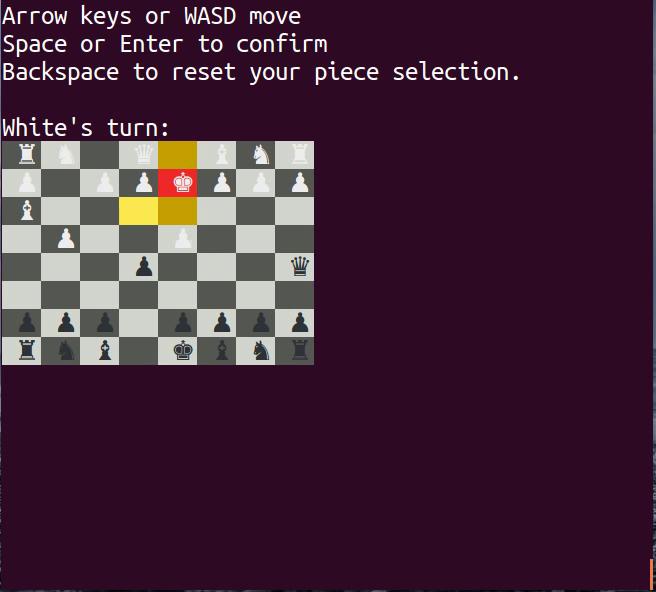 Arrow keys or WASD move
Space or Enter to confirm
Backspace to reset your piece selection.
White's turn: